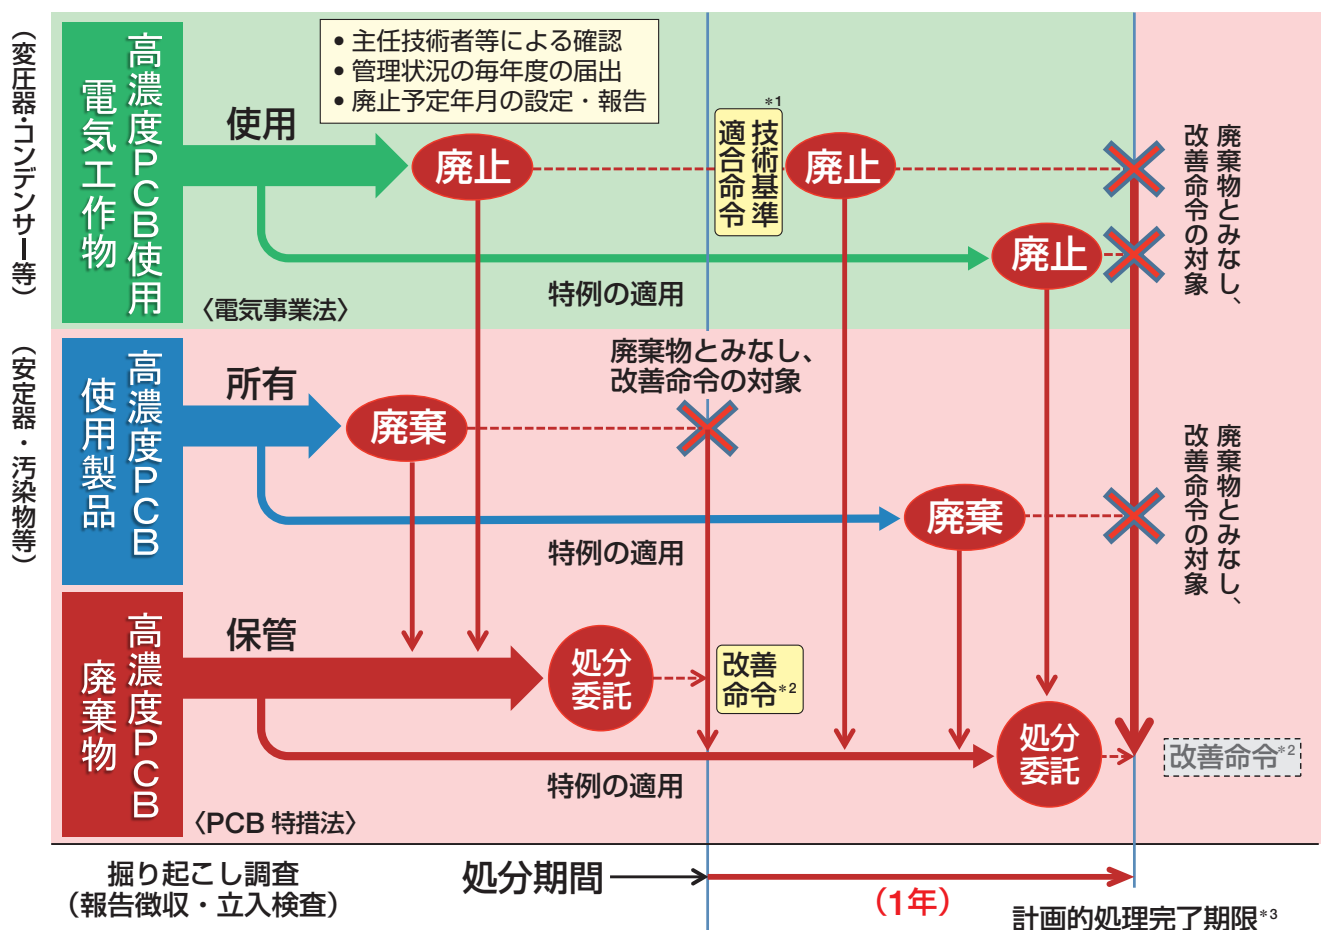 （変圧器・コンデンサー等）
高濃度PCB使用
電気工作物
• 主任技術者等による確認
• 管理状況の毎年度の届出
• 廃止予定年月の設定・報告
使用
廃止
技術基準*1
適合命令
廃止
廃止
特例の適用
〈電気事業法〉
廃棄物とみなし、
改善命令の対象
（安定器・汚染物等）
高濃度PCB
使用製品
所有
廃棄
廃棄物とみなし、
改善命令の対象
廃棄
特例の適用
廃棄物とみなし、
改善命令の対象
高濃度PCB
廃棄物
保管
処分
委託
改善
命令*2
処分
委託
改善命令*2
特例の適用
〈PCB 特措法〉
掘り起こし調査
（報告徴収・立入検査）
処分期間
（1年）
計画的処理完了期限*3